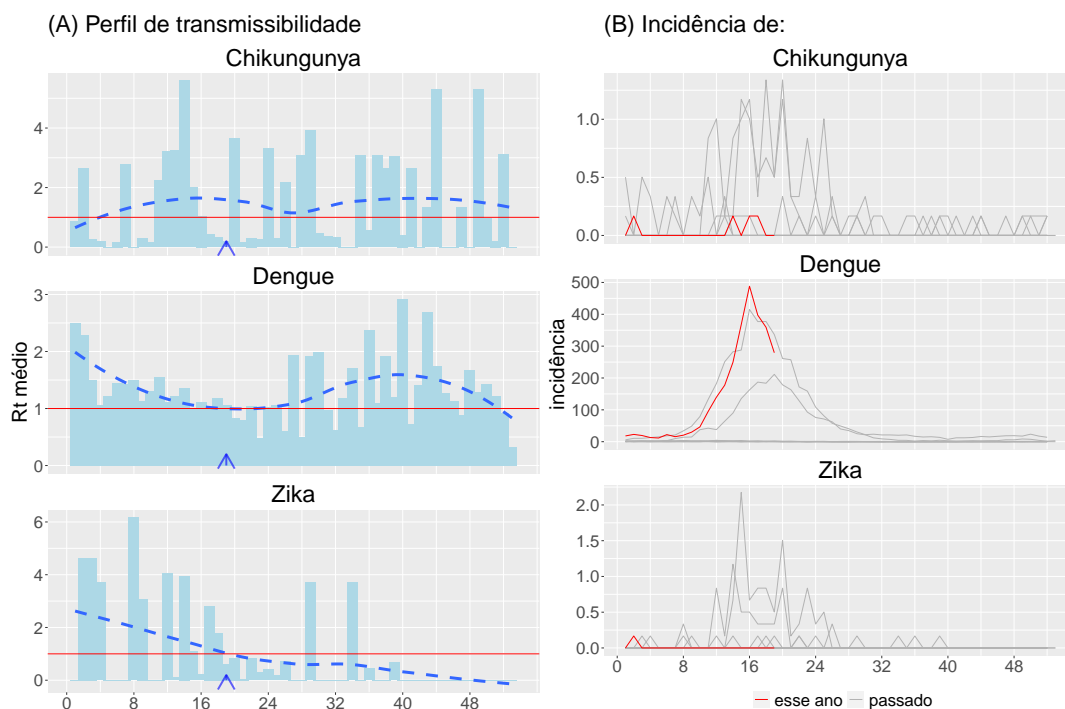 (A) Perfil de transmissibilidade
Chikungunya
4
2
0
Dengue
3
2
1
0
Zika
6
4
2
0
Rt médio
0 8 16 24 32 40 48
(B) Incidência de:
Chikungunya
1.0
0.5
0.0
Dengue
500
400
300
200
100
0
Zika
2.0
1.5
1.0
0.5
0.0
incidência
0 8 16 24 32 40 48
esse ano passado